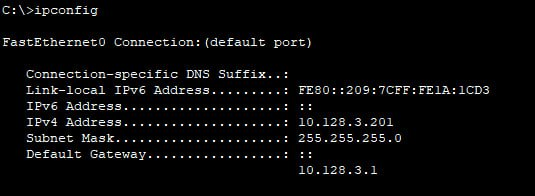 C:\>ipconfig
FastEthernet0 Connection:(default port)
Connection-specific DNS Suffix..:
Link-local IPv6 Address.........: FE80::209:7CFF:FE1A:1CD3
IPv6 Address....................: ::
IPv4 Address....................: 10.128.3.201
Subnet Mask.....................: 255.255.255.0
Default Gateway.................: ::
10.128.3.1